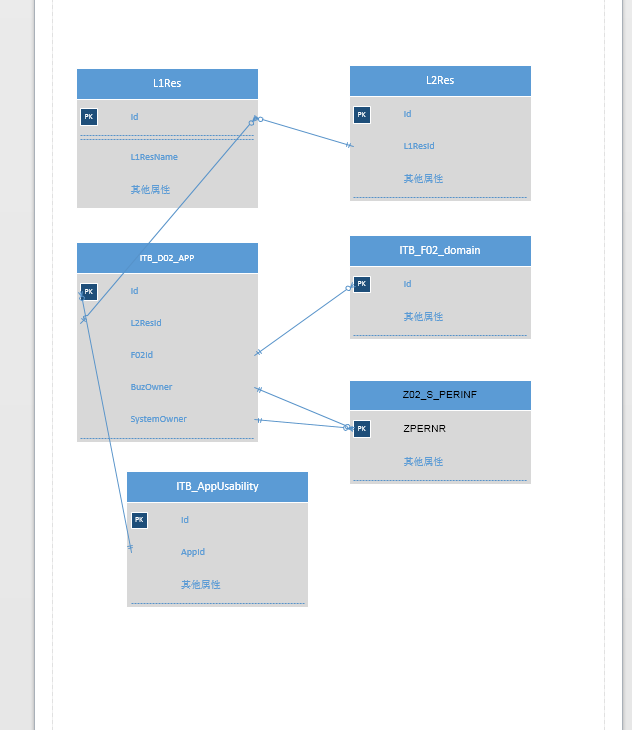 L1Res
PK Id
L1ResName
其他属性
L2Res
PK Id
L1ResId
其他属性
ITB_D02_APP
PK Id
L2ResId
F02Id
BuzOwner
SystemOwner
ITB_F02_domain
PK Id
其他属性
Z02_S_PERINF
PK ZPERNR
其他属性
ITB_AppUsability
PK Id
AppId
其他属性